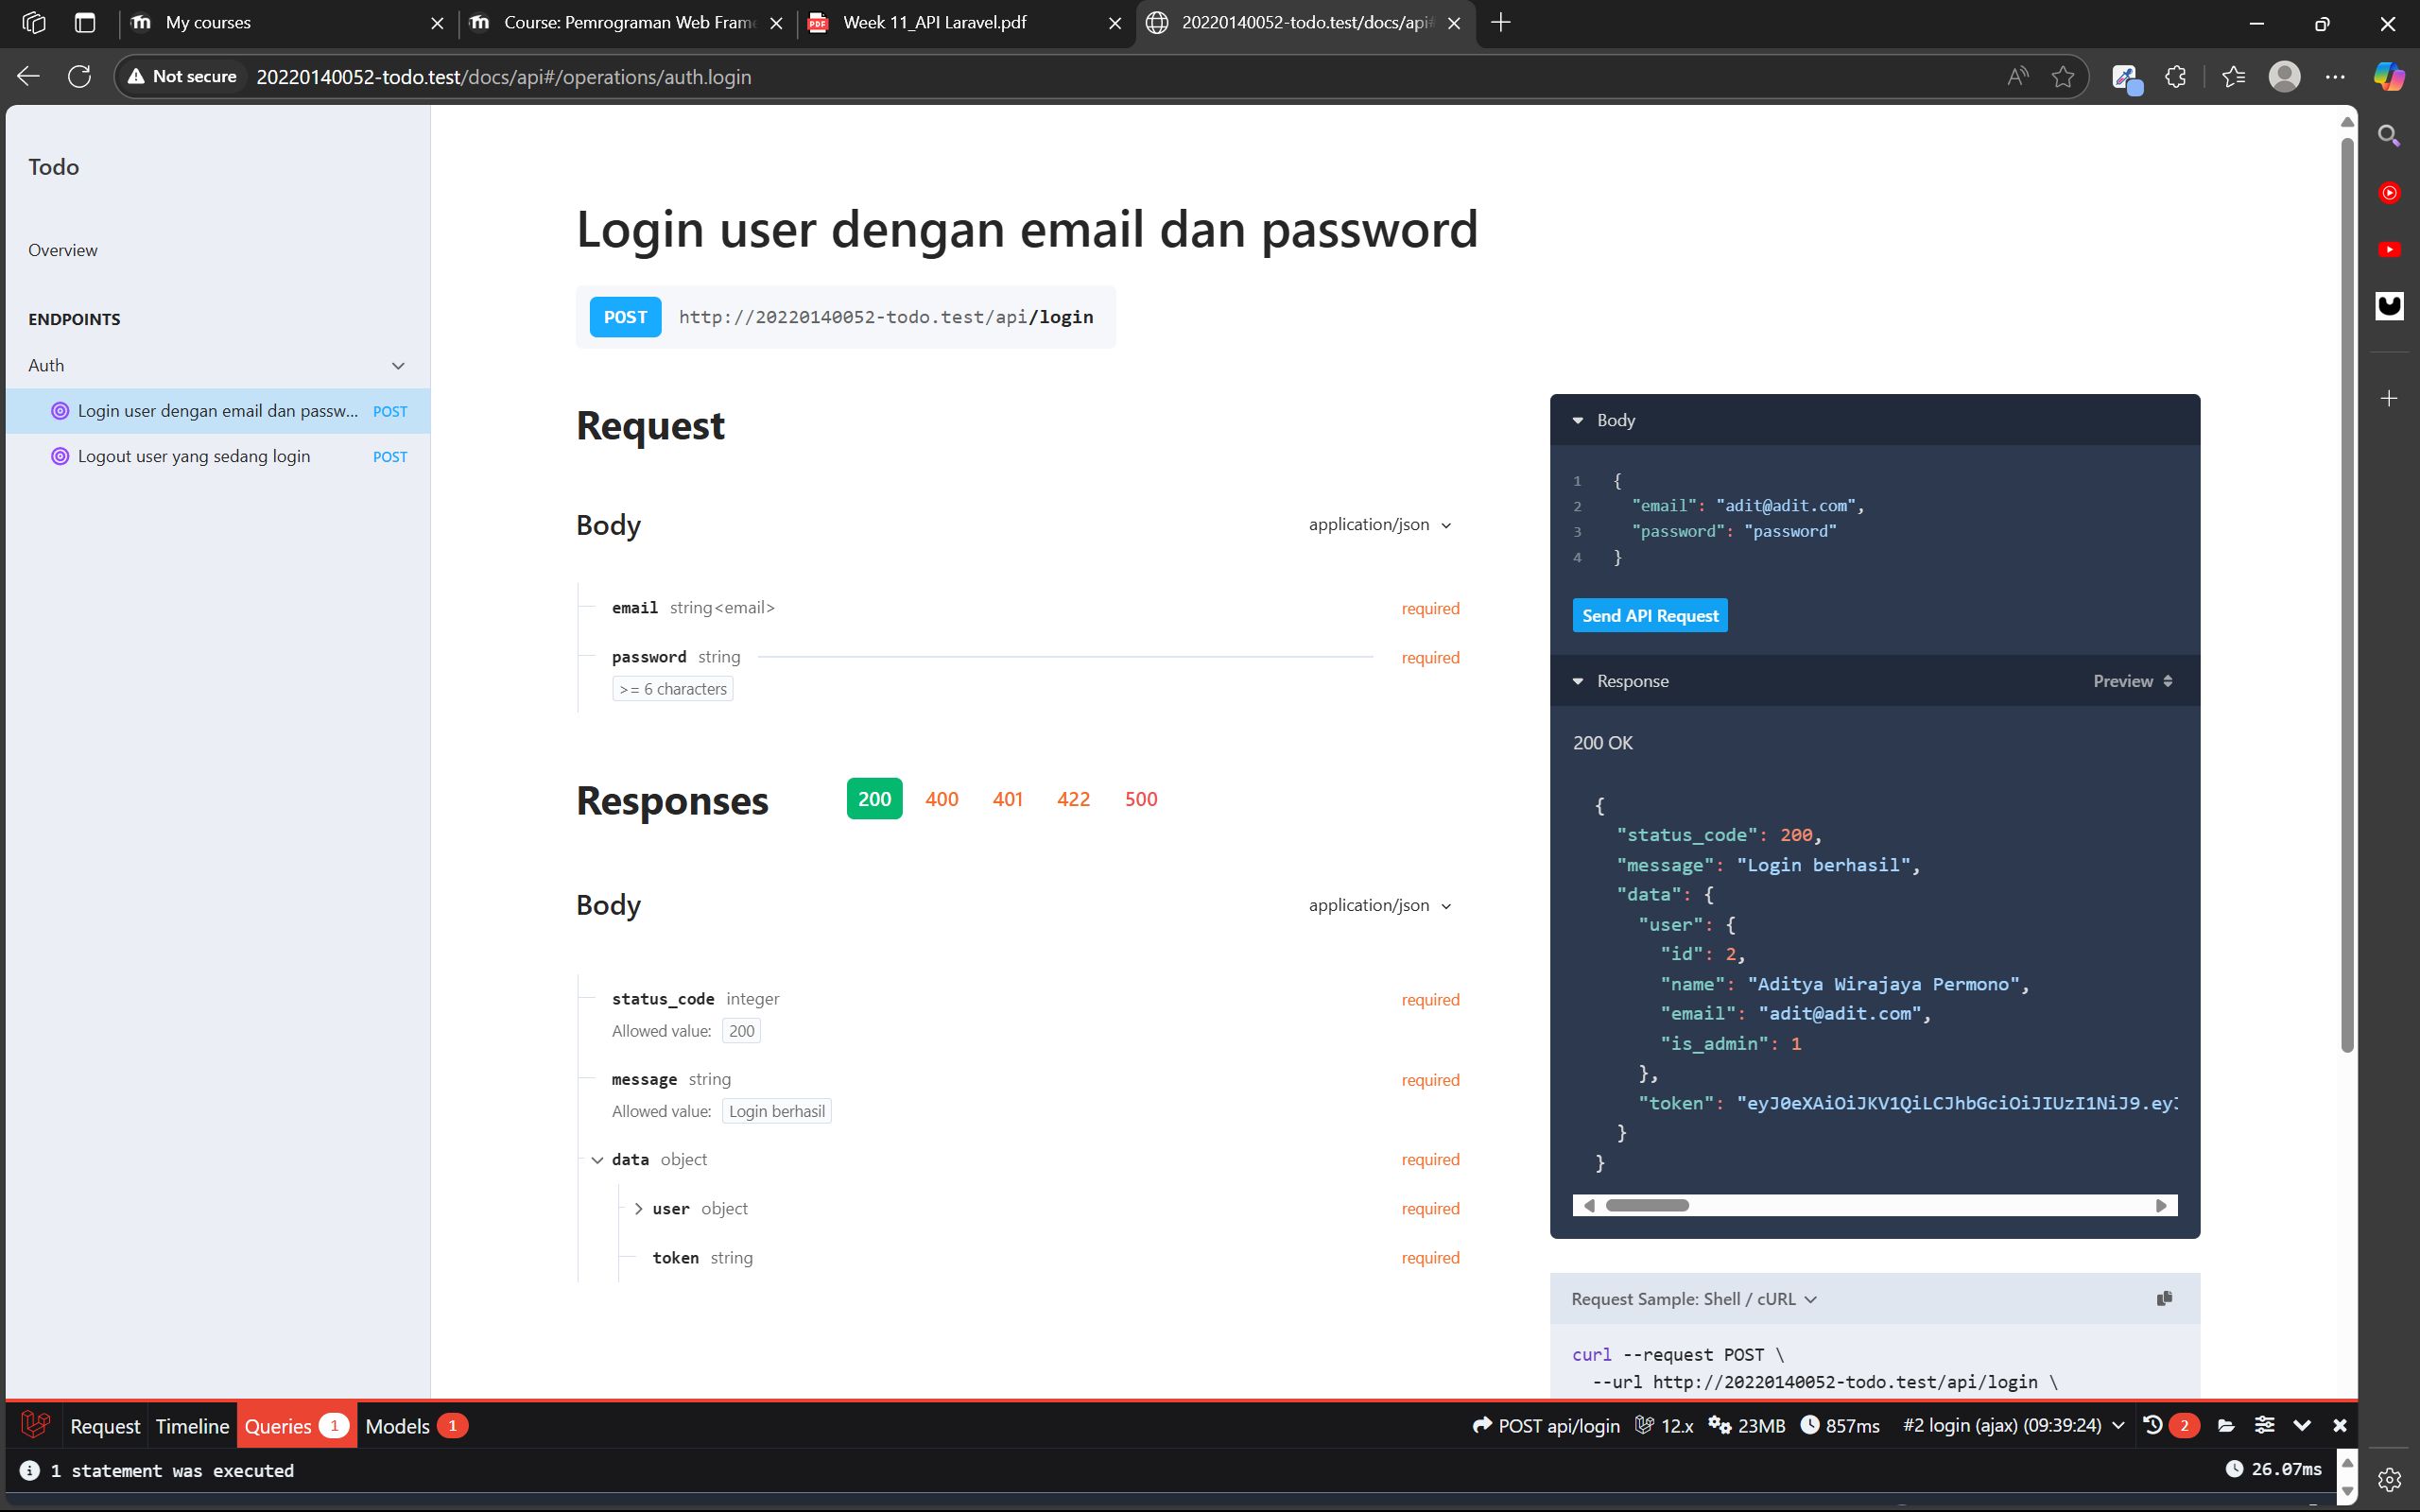 My courses
Course: Pemrograman Web Fram
Week 11_API Laravel.pdf
20220140052-todo.test/docs/api#
Not secure
20220140052-todo.test/docs/api#/operations/auth.login
Todo
Overview
ENDPOINTS
Auth
Login user dengan email dan passw... POST
Logout user yang sedang login POST
Login user dengan email dan password
POST http://20220140052-todo.test/api/login
Request
Body application/json
email string<email> required
password string required
>= 6 characters
Responses 200 400 401 422 500
Body application/json
status_code integer required
Allowed value: 200
message string required
Allowed value: Login berhasil
data object required
user object required
token string required
Body
1 {
2 "email": "adit@adit.com",
3 "password": "password"
4 }
Send API Request
Response Preview
200 OK
{
"status_code": 200,
"message": "Login berhasil",
"data": {
"user": {
"id": 2,
"name": "Aditya Wirajaya Permono",
"email": "adit@adit.com",
"is_admin": 1
},
"token": "eyJ0eXAiOiJKV1QiLCJhbGciOiJIUzI1NiJ9.eyJ
}
}
Request Sample: Shell / cURL
curl --request POST \
--url http://20220140052-todo.test/api/login \
Request Timeline Queries 1 Models 1
POST api/login 12.x 23MB 857ms #2 login (ajax) (09:39:24) 2
1 statement was executed 26.07ms